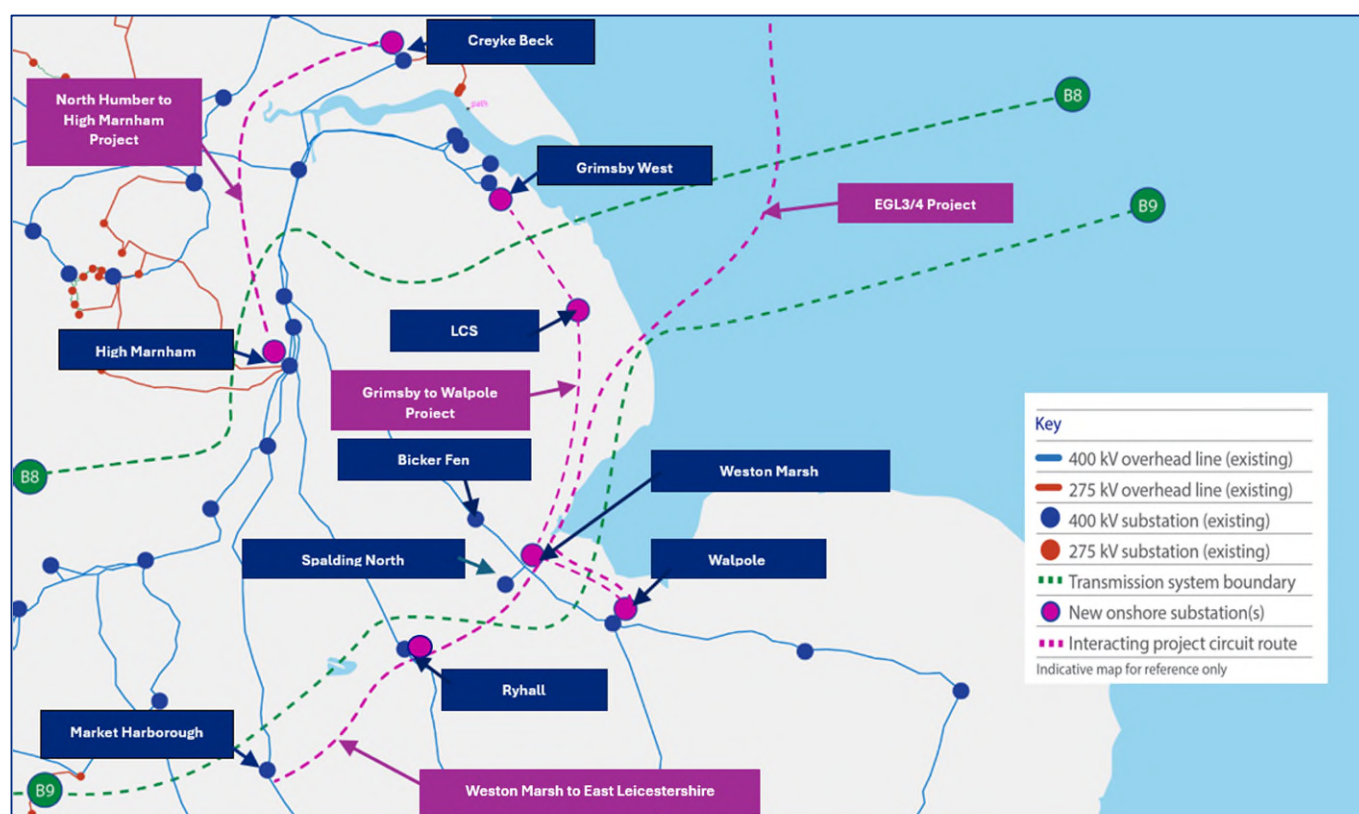 Creyke Beck
North Humber to
High Marnham
Project
path
B8
Grimsby West
EGL3/4 Project
B9
LCS
High Marnham
Grimsby to Walpole
Proiect
Bicker Fen
Weston Marsh
B8
Spalding North
Walpole
Ryhall
Market Harborough
B9
Weston Marsh to East Leicestershire
Key
400 kV overhead line (existing)
275 kV overhead line (existing)
400 kV substation (existing)
275 kV substation (existing)
Transmission system boundary
New onshore substation(s)
Interacting project circuit route
Indicative map for reference only